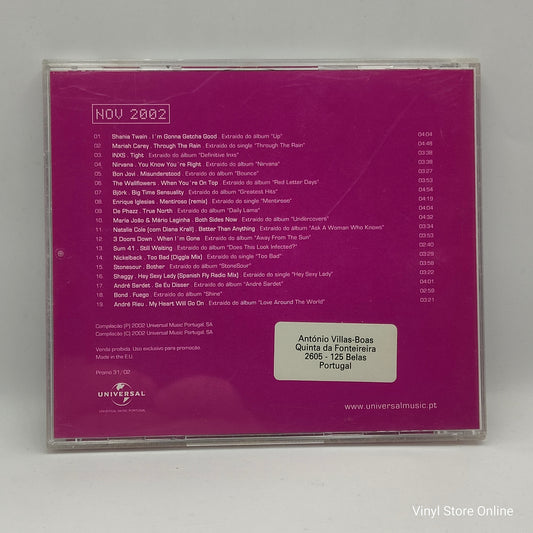 NOV 2002
01. Shania Twain . I´m Gonna Getcha Good . Extraído do álbum "Up" 04:04
02. Mariah Carey . Through The Rain . Extraído do single "Through The Rain" 04:48
03. INXS . Tight . Extraído do álbum "Definitive Inxs" 03:38
04. Nirvana . You Know You´re Right . Extraído do álbum "Nirvana" 03:38
05. Bon Jovi . Misunderstood . Extraído do álbum "Bounce" 03:30
06. The Wallflowers . When You´re On Top . Extraído do álbum "Red Letter Days" 03:53
07. Björk . Big Time Sensuality . Extraído do álbum "Greatest Hits" 04:54
08. Enrique Iglesias . Mentiroso [remix] . Extraído do single "Mentiroso" 04:19
09. De Phazz . True North . Extraído do álbum "Daily Lama" 04:04
10. Maria João & Mário Laginha . Both Sides Now . Extraído do álbum "Undercovers" 04:04
11. Natalie Cole [com Diana Krall] . Better Than Anything . Extraído do álbum "Ask A Woman Who Knows"
12. 3 Doors Down . When I´m Gone . Extraído do álbum "Away From The Sun"
13. Sum 41 . Still Waiting . Extraído do álbum "Does This Look Infected?" 02:40
14. Nickelback . Too Bad [Diggla Mix] . Extraído do single "Too Bad"
15. Stonesour . Bother . Extraído do álbum "StoneSour" 03:58
16. Shaggy . Hey Sexy Lady [Spanish Fly Radio Mix] . Extraído do single "Hey Sexy Lady"
17. André Sardet . Se Eu Disser . Extraído do álbum "André Sardet" 04:01
18. Bond . Fuego . Extraído do álbum "Shine" 02:59
19. André Rieu . My Heart Will Go On . Extraído do álbum "Love Around The World" 03:21
Compilação [P] 2002 Universal Music Portugal, SA
Compilação [C] 2002 Universal Music Portugal, SA
Venda proibida. Uso exclusivo para promoção.
Made in the E.U.
Promo 31/02
António Villas-Boas
Quinta da Fonteireira
2605 - 125 Belas
Portugal
UNIVERSAL
UNIVERSAL MUSIC PORTUGAL
www.universalmusic.pt
Vinyl Store Online